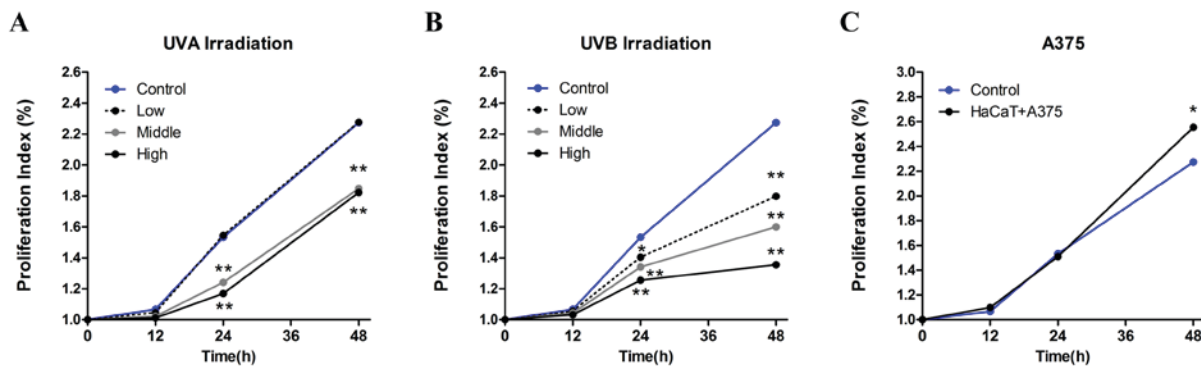 A
UVA Irradiation
Proliferation Index (%)
2.6
2.4
2.2
2.0
1.8
1.6
1.4
1.2
1.0
Control
Low
Middle
High
**
**
**
**
0
12
24
36
48
Time(h)
B
UVB Irradiation
Proliferation Index (%)
2.6
2.4
2.2
2.0
1.8
1.6
1.4
1.2
1.0
Control
Low
Middle
High
**
**
*
**
**
**
0
12
24
36
48
Time(h)
C
A375
Proliferation Index (%)
3.0
2.8
2.6
2.4
2.2
2.0
1.8
1.6
1.4
1.2
1.0
Control
HaCaT+A375
*
0
12
24
36
48
Time(h)